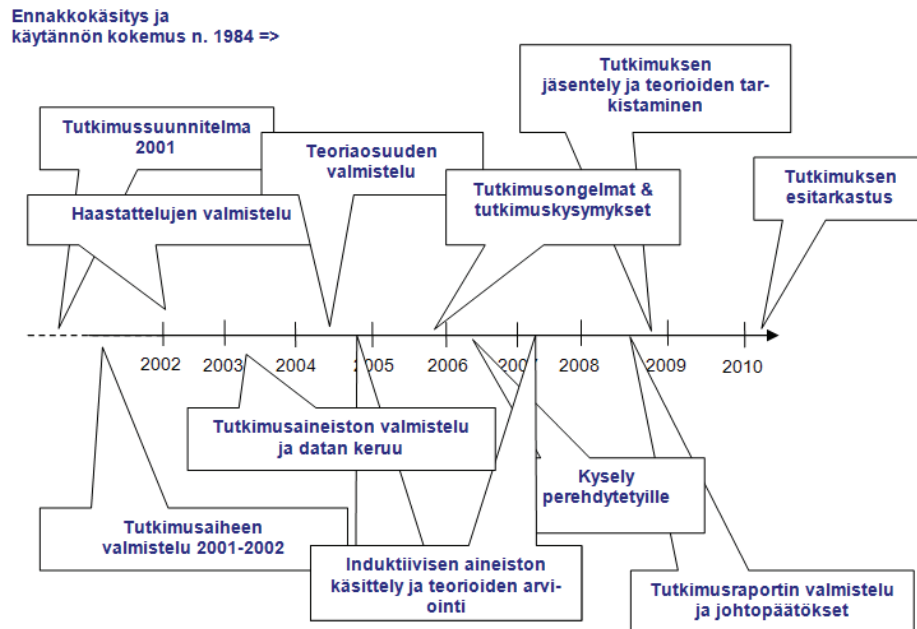 Ennakkokäsitys ja
käytännön kokemus n. 1984 =>
Tutkimuksen
jäsentely ja teorioiden tar-
kistaminen
Tutkimussuunnitelma
2001
Teoriaosuuden
valmistelu
Tutkimusongelmat &
tutkimuskysymykset
Tutkimuksen
esitarkastus
Haastattelujen valmistelu
2002 2003 2004 2005 2006 2007 2008 2009 2010
Tutkimusaineiston valmistelu
ja datan keruu
Kysely
perehdytetyille
Tutkimusaiheen
valmistelu 2001-2002
Induktiivisen aineiston
käsittely ja teorioiden arvi-
ointi
Tutkimusraportin valmistelu
ja johtopäätökset